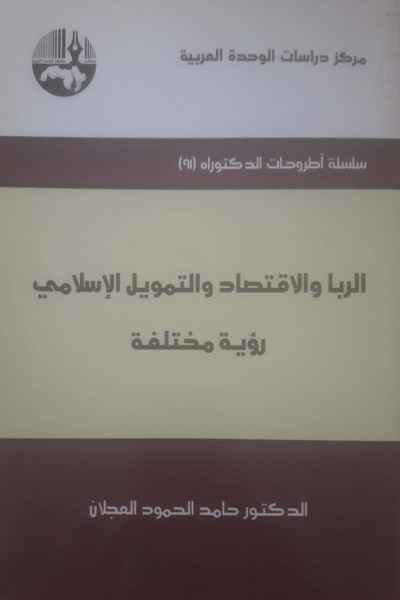 مركز دراسات الوحدة العربية
سلسلة أطروحات الدكتوراه (٩١)
الربا والاقتصاد والتمويل الإسلامي
رؤية مختلفة
الدكتور حامد الحمود العجلان